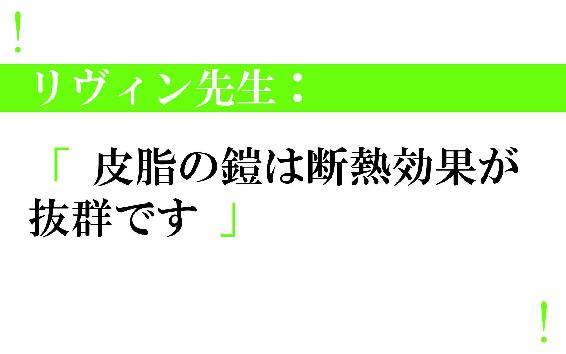 !
リヴィン先生：
「 皮脂の鎧は断熱効果が
抜群です 」
!